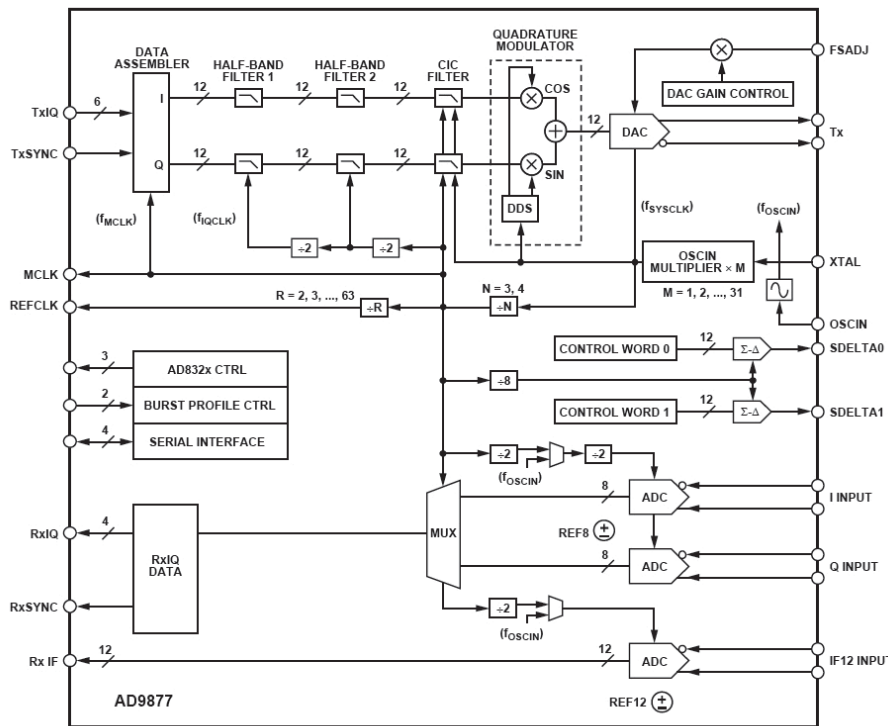 QUADRATURE
MODULATOR
DATA
ASSEMBLER
HALF-BAND
FILTER 1
HALF-BAND
FILTER 2
CIC
FILTER
FSADJ
DAC GAIN CONTROL
TxIQ
6
I
12
12
12
COS
12
DAC
Tx
TxSYNC
Q
12
12
12
SIN
DDS
(fMCLK)
(fIQCLK)
(fSYSCLK)
(fOSCIN)
÷2
÷2
OSCIN
MULTIPLIER × M
XTAL
MCLK
M = 1, 2, ..., 31
REFCLK
R = 2, 3, ..., 63
÷R
N = 3, 4
÷N
OSCIN
3
AD832x CTRL
CONTROL WORD 0
12
Σ-Δ
SDELTA0
÷8
2
BURST PROFILE CTRL
CONTROL WORD 1
12
Σ-Δ
SDELTA1
4
SERIAL INTERFACE
÷2
÷2
(fOSCIN)
8
ADC
I INPUT
RxIQ
4
RxIQ
DATA
MUX
REF8
8
ADC
Q INPUT
RxSYNC
÷2
(fOSCIN)
Rx IF
12
12
ADC
IF12 INPUT
AD9877
REF12